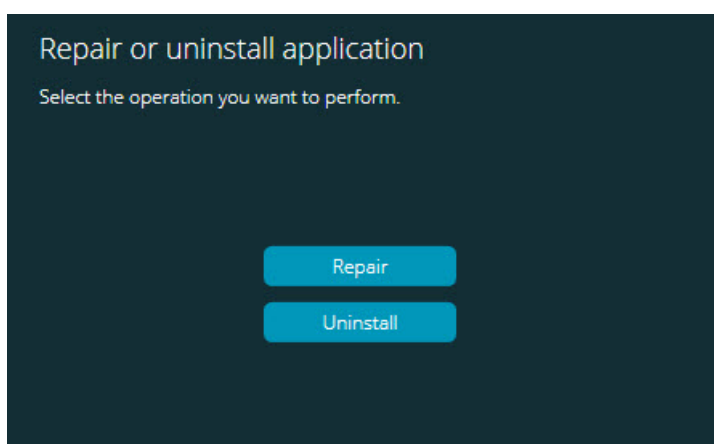 Repair or uninstall application
Select the operation you want to perform.
Repair
Uninstall